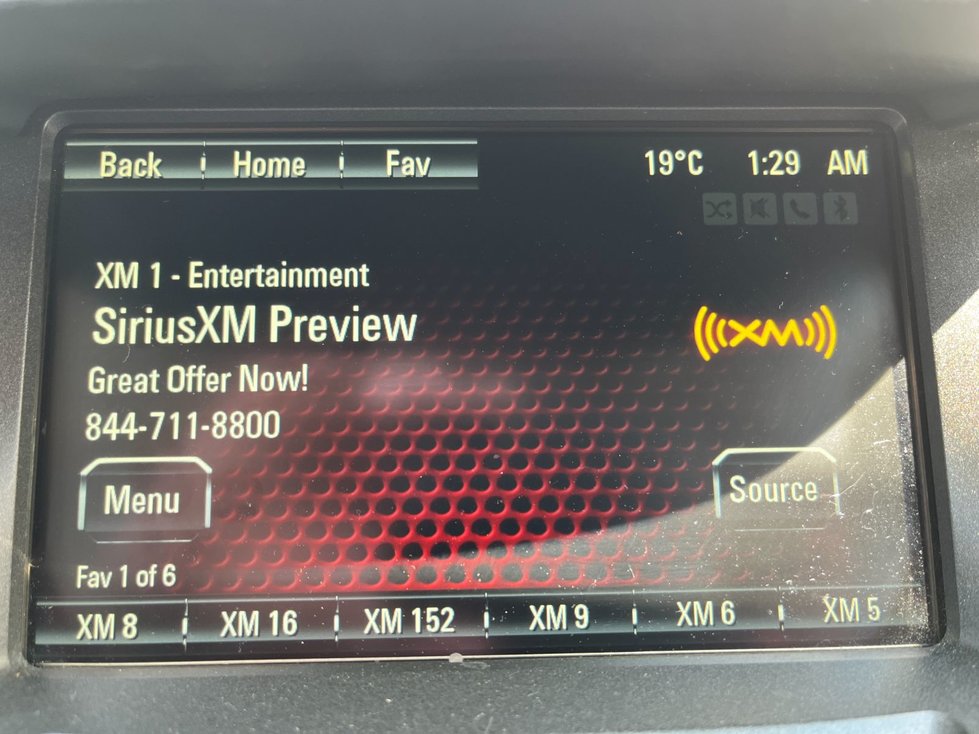 Back Home Fav 19°C 1:29 AM
XM 1 - Entertainment
SiriusXM Preview
(((XM)))
Great Offer Now!
844-711-8800
Menu Source
Fav 1 of 6
XM 8 XM 16 XM 152 XM 9 XM 6 XM 5